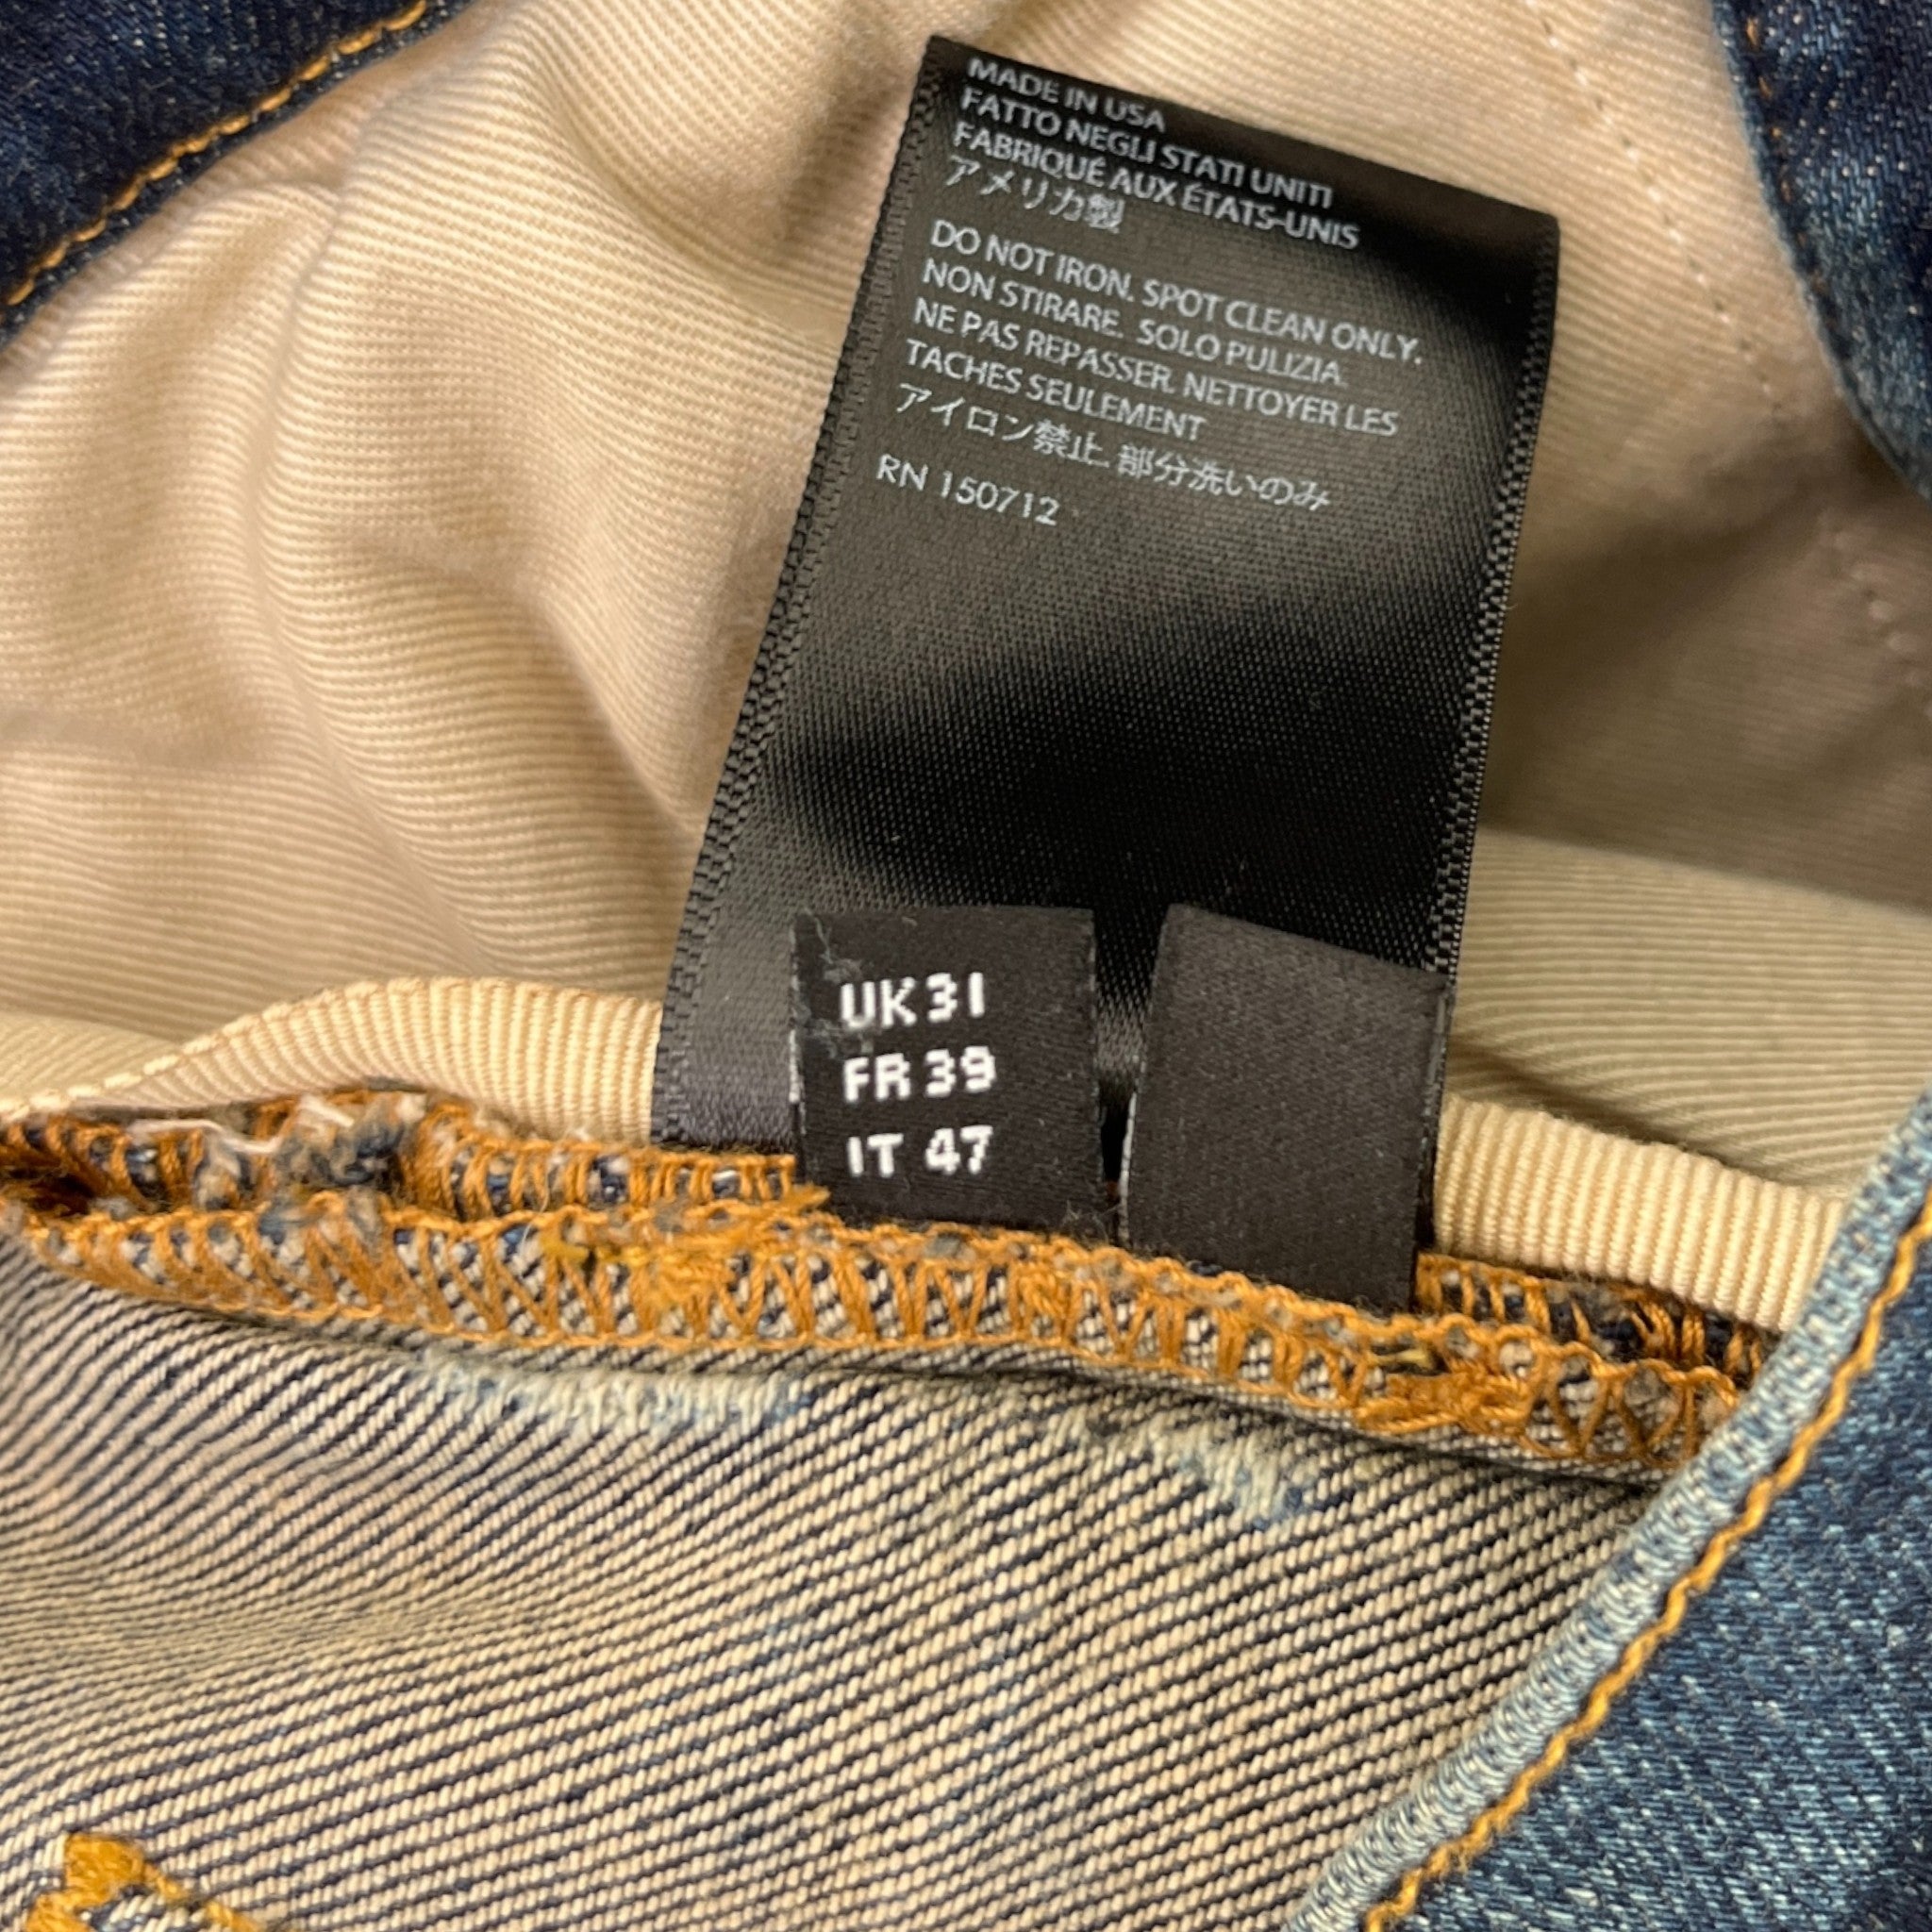 MADE IN USA
FATTO NEGLI STATI UNITI
FABRIQUÉ AUX ÉTATS-UNIS
アメリカ製
DO NOT IRON. SPOT CLEAN ONLY.
NON STIRARE. SOLO PULIZIA.
NE PAS REPASSER. NETTOYER LES
TACHES SEULEMENT
アイロン禁止. 部分洗いのみ
RN 150712
UK 31
FR 39
IT 47